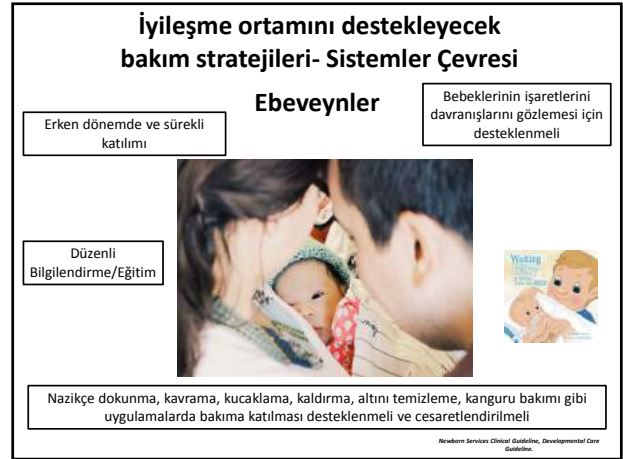 İyileşme ortamını destekleyecek
bakım stratejileri- Sistemler Çevresi
Ebeveynler
Erken dönemde ve sürekli
katılımı
Bebeklerinin işaretlerini
davranışlarını gözlemesi için
desteklenmeli
Düzenli
Bilgilendirme/Eğitim
Waiting
Nazikçe dokunma, kavrama, kucaklama, kaldırma, altını temizleme, kanguru bakımı gibi
uygulamalarda bakıma katılması desteklenmeli ve cesaretlendirilmeli
Newborn Services Clinical Guideline, Developmental Care
Guideline.